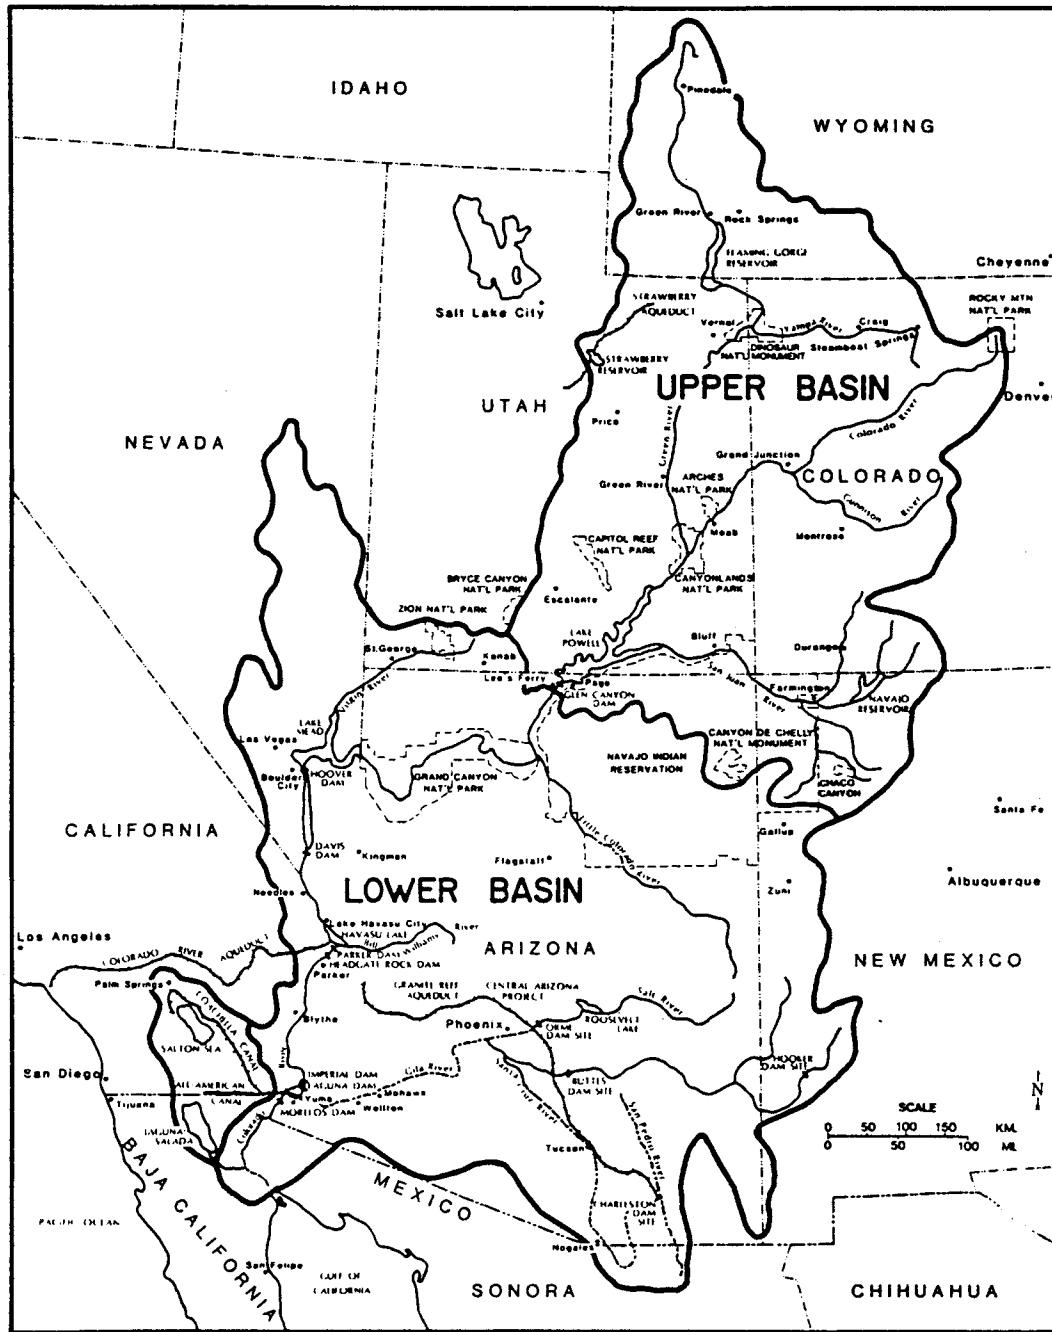 IDAHO
WYOMING
Pinedale
Green River
Rock Springs
FLAMING GORGE
RESERVOIR
Cheyenne
STRAWBERRY
AQUEDUCT
ROCKY MTN
NAT'L PARK
Salt Lake City
Vernal
Yampa River
Craig
Steamboat Springs
DINOSAUR
NAT'L MONUMENT
STRAWBERRY
RESERVOIR
UPPER BASIN
Denve
UTAH
Price
Green River
Colorado River
NEVADA
Grand Junction
COLORADO
Green River
ARCHES
NAT'L PARK
Gunnison River
Moab
Montrose
CAPITOL REEF
NAT'L PARK
BRYCE CANYON
NAT'L PARK
CANYONLANDS
NAT'L PARK
Escalante
ZION NAT'L PARK
LAKE
POWELL
Bluff
Durango
St. George
Kanab
Lee's Ferry
Page
San Juan River
Farmington
GLEN CANYON
DAM
NAVAJO
RESERVOIR
Virgin River
LAKE
MEAD
Las Vegas
CANYON DE CHELLY
NAT'L MONUMENT
NAVAJO INDIAN
RESERVATION
Boulder
City
HOOVER
DAM
GRAND CANYON
NAT'L PARK
CHACO
CANYON
Santa Fe
CALIFORNIA
Little Colorado River
Gallup
DAVIS
DAM
Kingman
Flagstaff
Needles
LOWER BASIN
Zuni
Albuquerque
Lake Havasu City
HAVASU LAKE
Bill Williams River
Los Angeles
COLORADO RIVER AQUEDUCT
ARIZONA
PARKER DAM
HEADGATE ROCK DAM
Parker
NEW MEXICO
Palm Springs
GRANITE REEF
AQUEDUCT
CENTRAL ARIZONA
PROJECT
Salt River
COACHELLA CANAL
Blythe
Phoenix
ORME
DAM SITE
ROOSEVELT
LAKE
SALTON SEA
Gila River
HOOKER
DAM SITE
San Diego
IMPERIAL DAM
LAGUNA DAM
ALL-AMERICAN
CANAL
BUTTES
DAM SITE
Tijuana
Yuma
Mohawk
Wellton
MORELOS DAM
Santa Cruz River
San Pedro River
SCALE
N
0 50 100 150 KM.
0 50 100 MI.
LAGUNA
SALADA
Colorado
River
Tucson
BAJA CALIFORNIA
MEXICO
CHARLESTON
DAM
SITE
PACIFIC OCEAN
Nogales
San Felipe
GULF OF
CALIFORNIA
SONORA
CHIHUAHUA